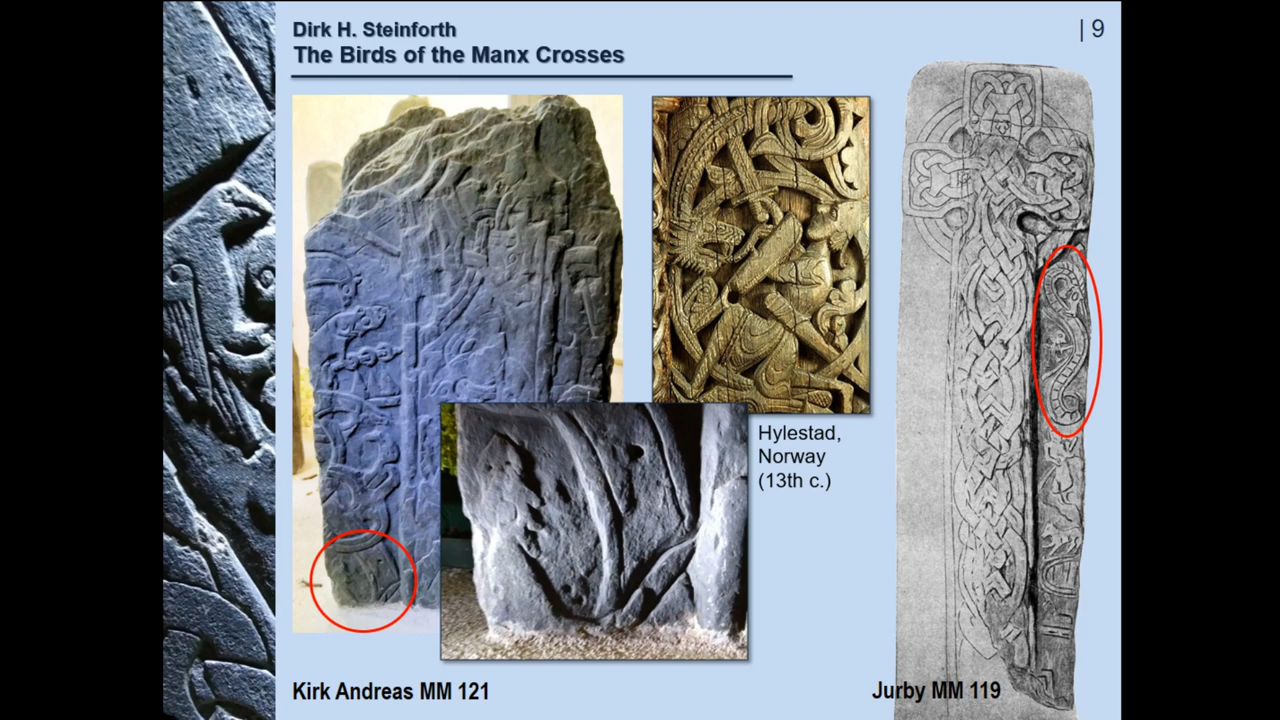 Dirk H. Steinforth
The Birds of the Manx Crosses
| 9
Hylestad,
Norway
(13th c.)
Kirk Andreas MM 121
Jurby MM 119